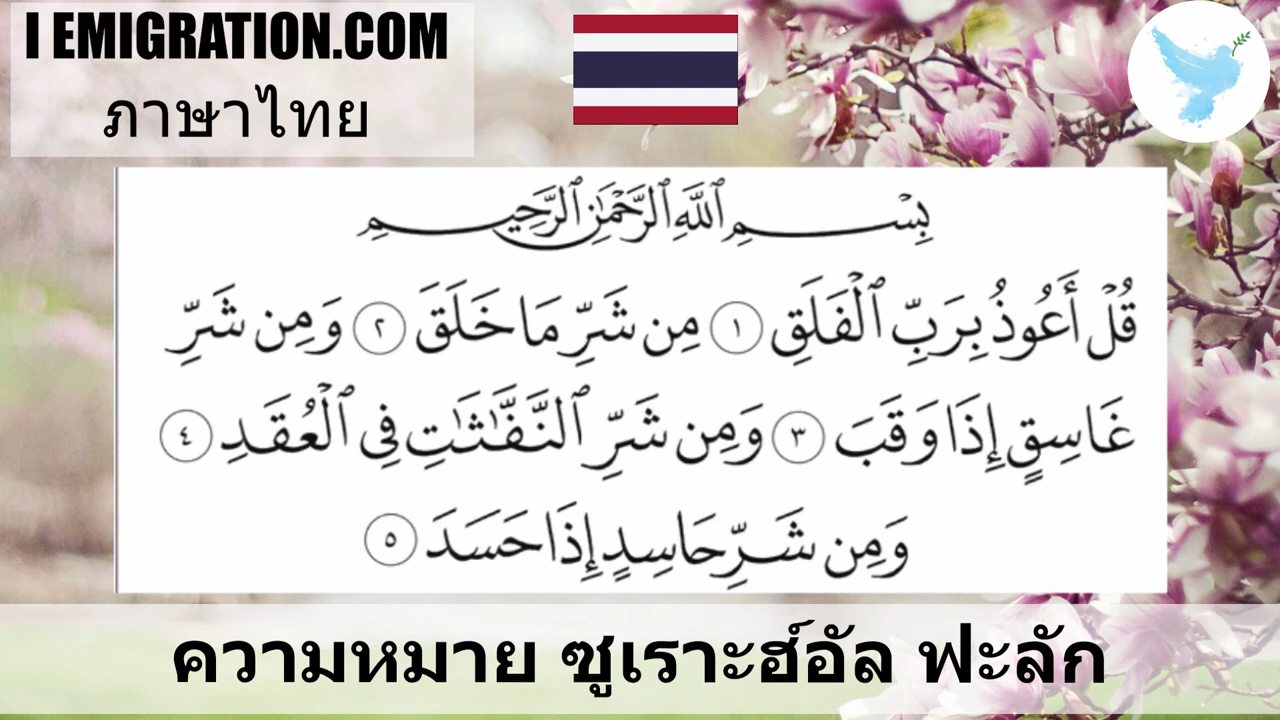 I EMIGRATION.COM
ภาษาไทย
بِسْمِ ٱللَّهِ ٱلرَّحْمَٰنِ ٱلرَّحِيمِ
قُلْ أَعُوذُ بِرَبِّ ٱلْفَلَقِ ١ مِن شَرِّ مَا خَلَقَ ٢ وَمِن شَرِّ
غَاسِقٍ إِذَا وَقَبَ ٣ وَمِن شَرِّ ٱلنَّفَّٰثَٰتِ فِى ٱلْعُقَدِ ٤
وَمِن شَرِّ حَاسِدٍ إِذَا حَسَدَ ٥
ความหมาย ซูเราะฮ์อัล ฟะลัก